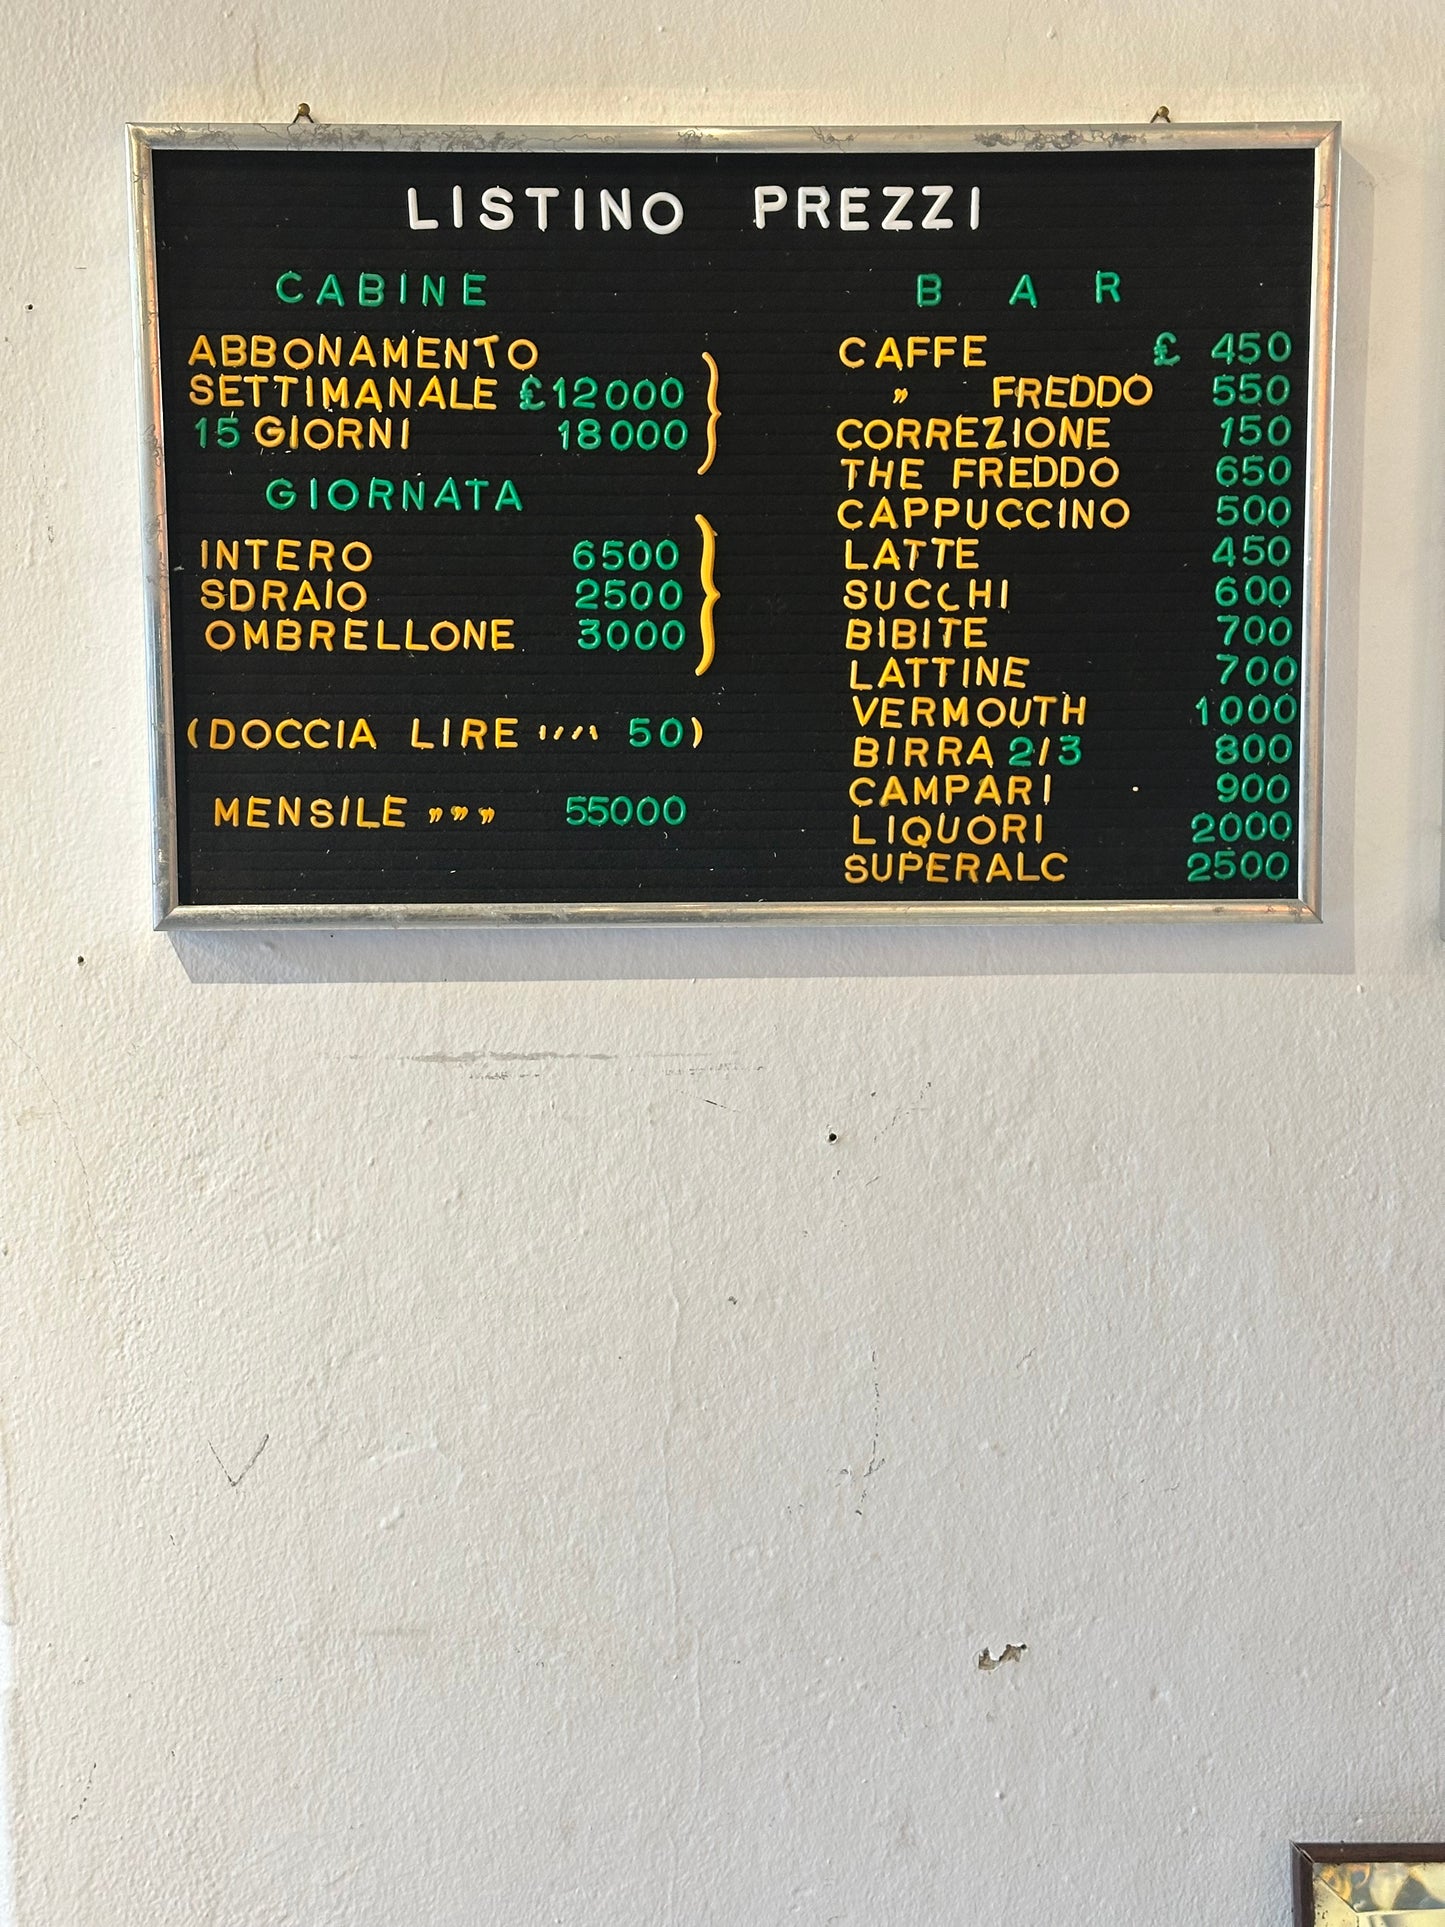 LISTINO PREZZI
CABINE
ABBONAMENTO
SETTIMANALE £12000
15 GIORNI 18000
GIORNATA
INTERO 6500
SDRAIO 2500
OMBRELLONE 3000
(DOCCIA LIRE '''' 50)
MENSILE " " " 55000
BAR
CAFFE £ 450
" FREDDO 550
CORREZIONE 150
THE FREDDO 650
CAPPUCCINO 500
LATTE 450
SUCCHI 600
BIBITE 700
LATTINE 700
VERMOUTH 1000
BIRRA 2/3 800
CAMPARI 900
LIQUORI 2000
SUPERALC 2500